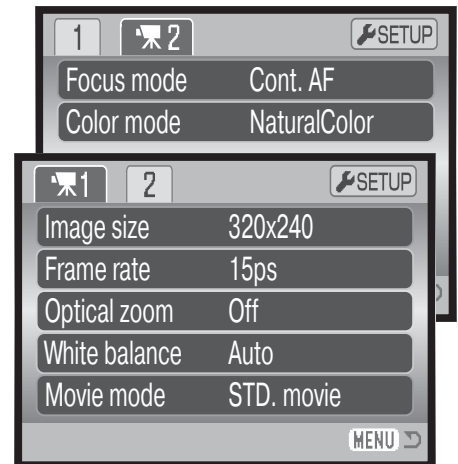 1 2 SETUP
Focus mode Cont. AF
Color mode NaturalColor
1 2 SETUP
Image size 320x240
Frame rate 15ps
Optical zoom Off
White balance Auto
Movie mode STD. movie
MENU